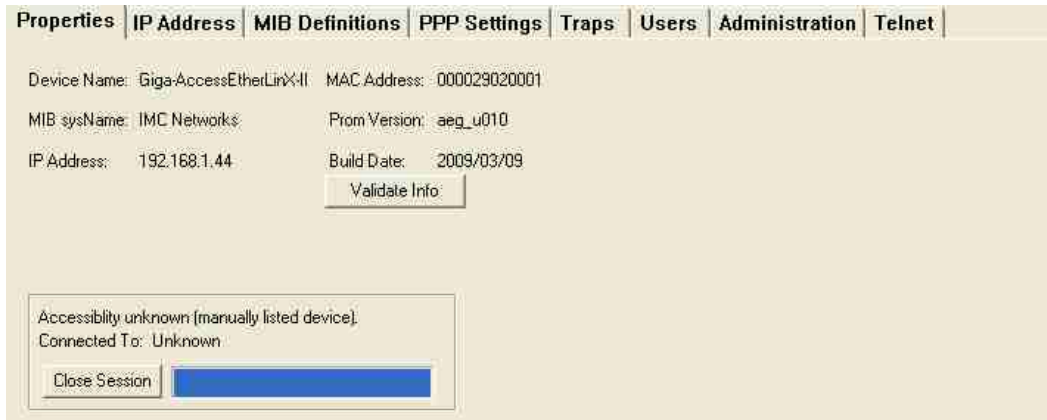 Properties IP Address MIB Definitions PPP Settings Traps Users Administration Telnet
Device Name: Giga-AccessEtherLinX-II MAC Address: 000029020001
MIB sysName: IMC Networks Prom Version: aeg_u010
IP Address: 192.168.1.44 Build Date: 2009/03/09
Validate Info
Accessiblity unknown (manually listed device).
Connected To: Unknown
Close Session